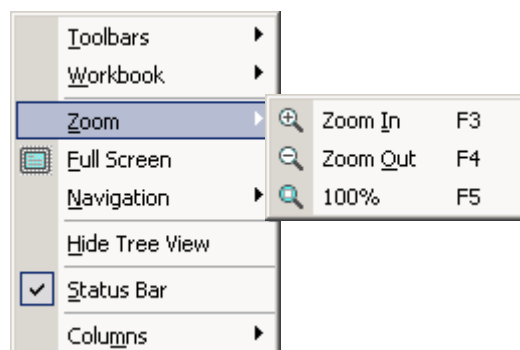 Toolbars
Workbook
Zoom
Zoom In F3
Zoom Out F4
100% F5
Full Screen
Navigation
Hide Tree View
Status Bar
Columns